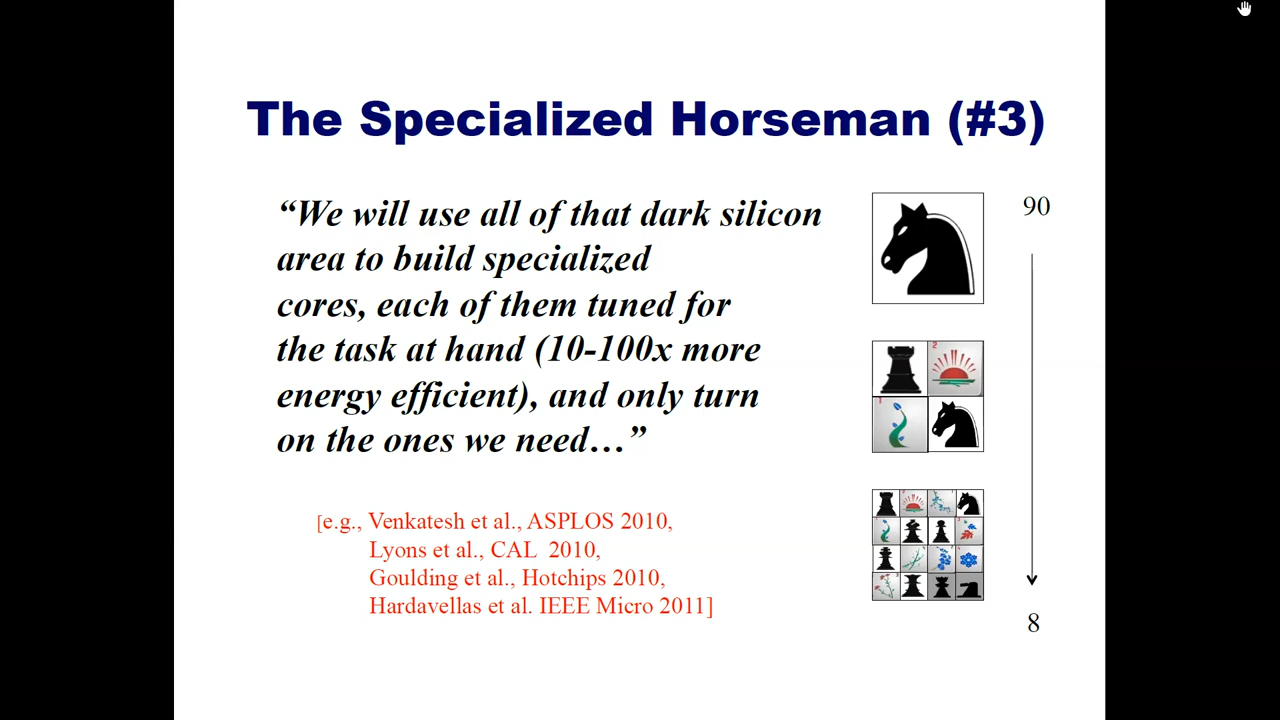 The Specialized Horseman (#3)
“We will use all of that dark silicon
area to build specialized
cores, each of them tuned for
the task at hand (10-100x more
energy efficient), and only turn
on the ones we need…”
[e.g., Venkatesh et al., ASPLOS 2010,
Lyons et al., CAL 2010,
Goulding et al., Hotchips 2010,
Hardavellas et al. IEEE Micro 2011]
90
8